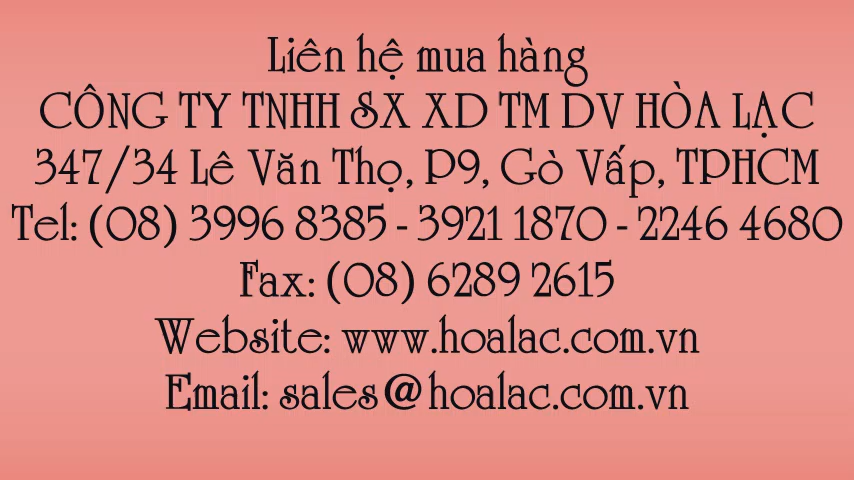 Liên hệ mua hàng
CÔNG TY TNHH SX XD TM DV HÒA LẠC
347/34 Lê Văn Thọ, P9, Gò Vấp, TPHCM
Tel: (08) 3996 8385 - 3921 1870 - 2246 4680
Fax: (08) 6289 2615
Website: www.hoalac.com.vn
Email: sales@hoalac.com.vn